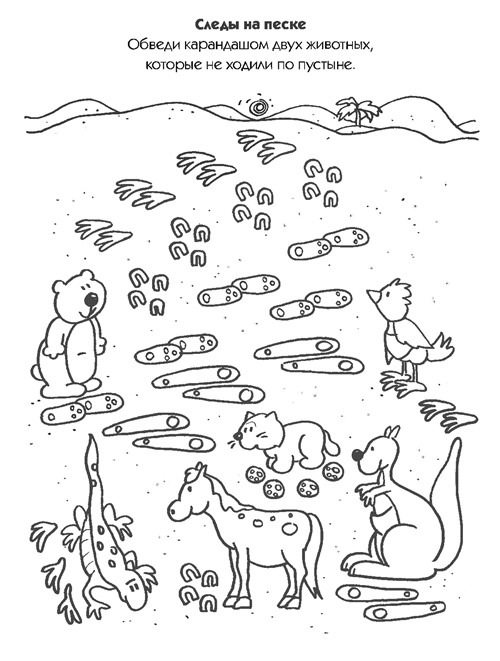 Следы на песке
Обведи карандашом двух животных,
которые не ходили по пустыне.